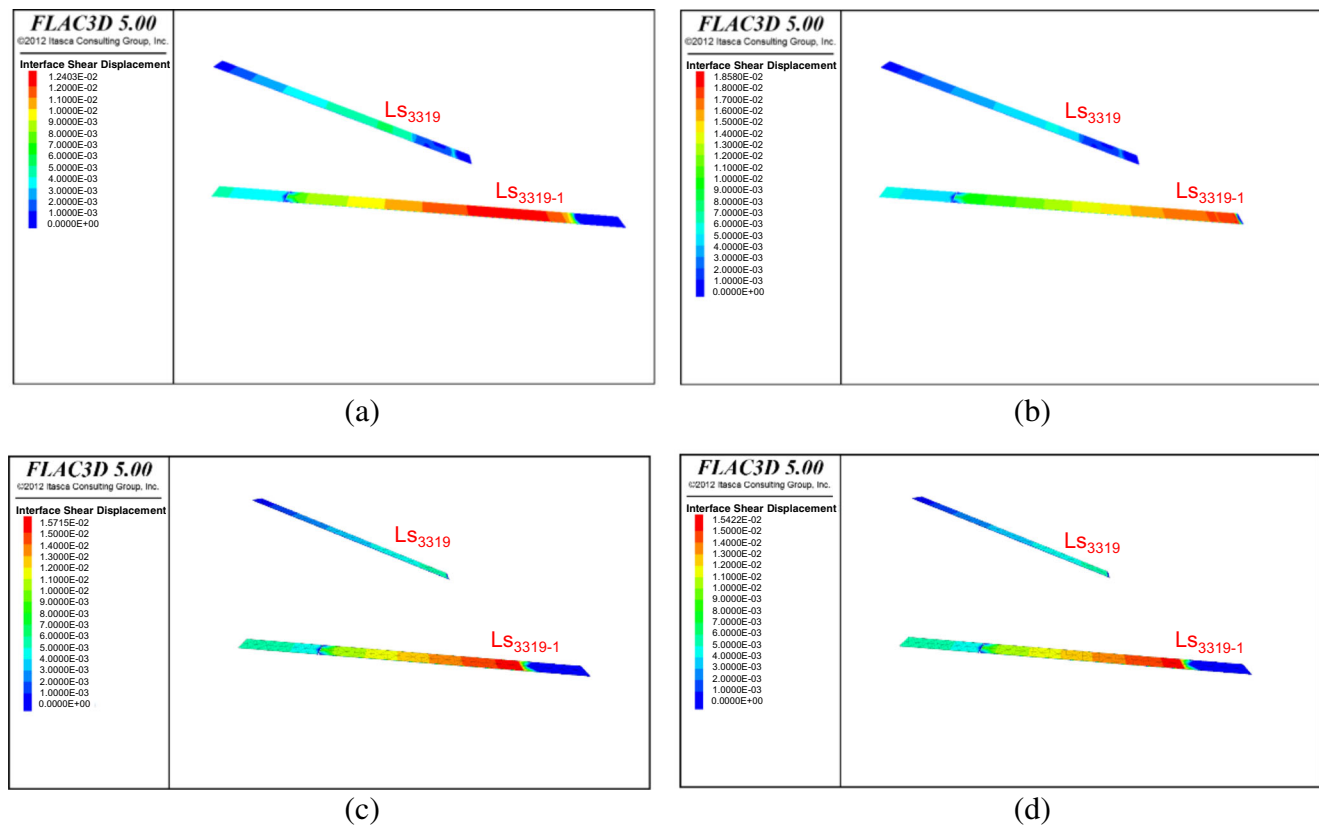 FLAC3D 5.00
©2012 Itasca Consulting Group, Inc.
Interface Shear Displacement
1.2403E-02
1.2000E-02
1.1000E-02
1.0000E-02
9.0000E-03
8.0000E-03
7.0000E-03
6.0000E-03
5.0000E-03
4.0000E-03
3.0000E-03
2.0000E-03
1.0000E-03
0.0000E+00
Ls3319
Ls3319-1
(a)
FLAC3D 5.00
©2012 Itasca Consulting Group, Inc.
Interface Shear Displacement
1.8580E-02
1.8000E-02
1.7000E-02
1.6000E-02
1.5000E-02
1.4000E-02
1.3000E-02
1.2000E-02
1.1000E-02
1.0000E-02
9.0000E-03
8.0000E-03
7.0000E-03
6.0000E-03
5.0000E-03
4.0000E-03
3.0000E-03
2.0000E-03
1.0000E-03
0.0000E+00
Ls3319
Ls3319-1
(b)
FLAC3D 5.00
©2012 Itasca Consulting Group, Inc.
Interface Shear Displacement
1.5715E-02
1.5000E-02
1.4000E-02
1.3000E-02
1.2000E-02
1.1000E-02
1.0000E-02
9.0000E-03
8.0000E-03
7.0000E-03
6.0000E-03
5.0000E-03
4.0000E-03
3.0000E-03
2.0000E-03
1.0000E-03
0.0000E+00
Ls3319
Ls3319-1
(c)
FLAC3D 5.00
©2012 Itasca Consulting Group, Inc.
Interface Shear Displacement
1.5422E-02
1.5000E-02
1.4000E-02
1.3000E-02
1.2000E-02
1.1000E-02
1.0000E-02
9.0000E-03
8.0000E-03
7.0000E-03
6.0000E-03
5.0000E-03
4.0000E-03
3.0000E-03
2.0000E-03
1.0000E-03
0.0000E+00
Ls3319
Ls3319-1
(d)